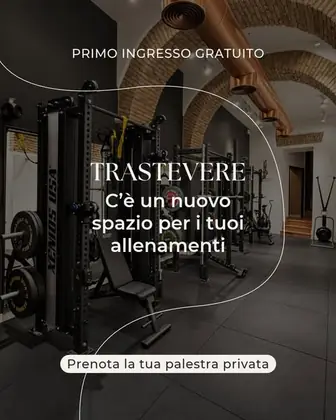 PRIMO INGRESSO GRATUITO
TRASTEVERE
C'è un nuovo
spazio per i tuoi
allenamenti
Prenota la tua palestra privata